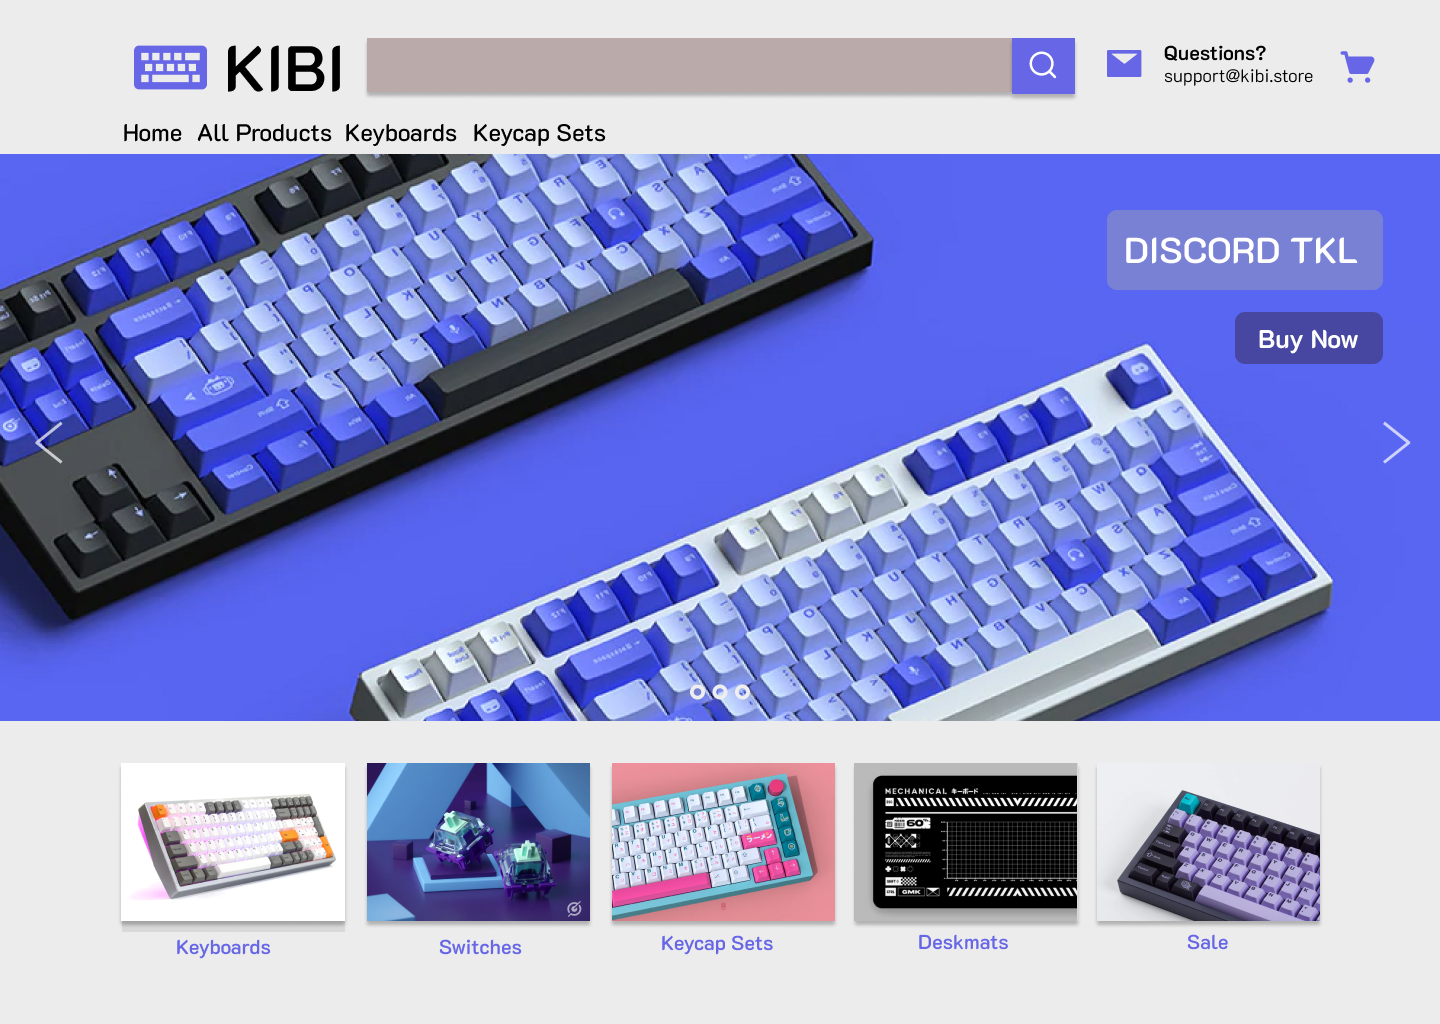 KIBI
Questions?
support@kibi.store
Home All Products Keyboards Keycap Sets
DISCORD TKL
Buy Now
MECHANICAL キーボード
60%
GMK
Keyboards
Switches
Keycap Sets
Deskmats
Sale